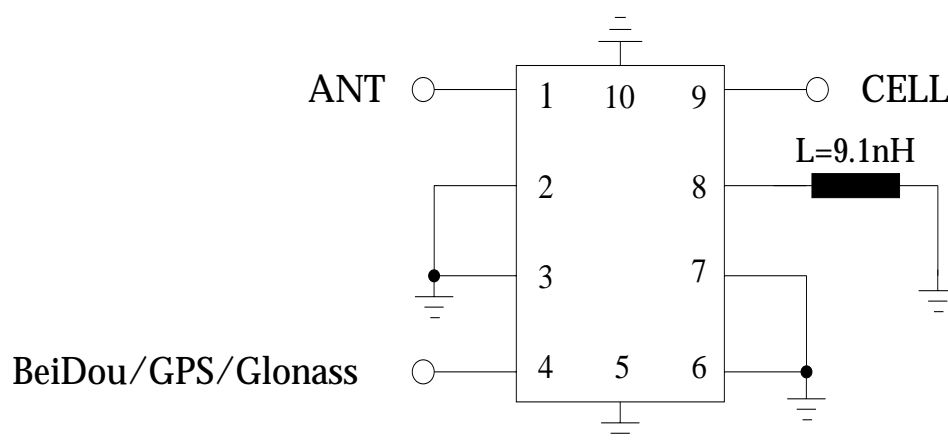 ANT 1 10 9 CELL
L=9.1nH
2 8
3 7
BeiDou/GPS/Glonass 4 5 6